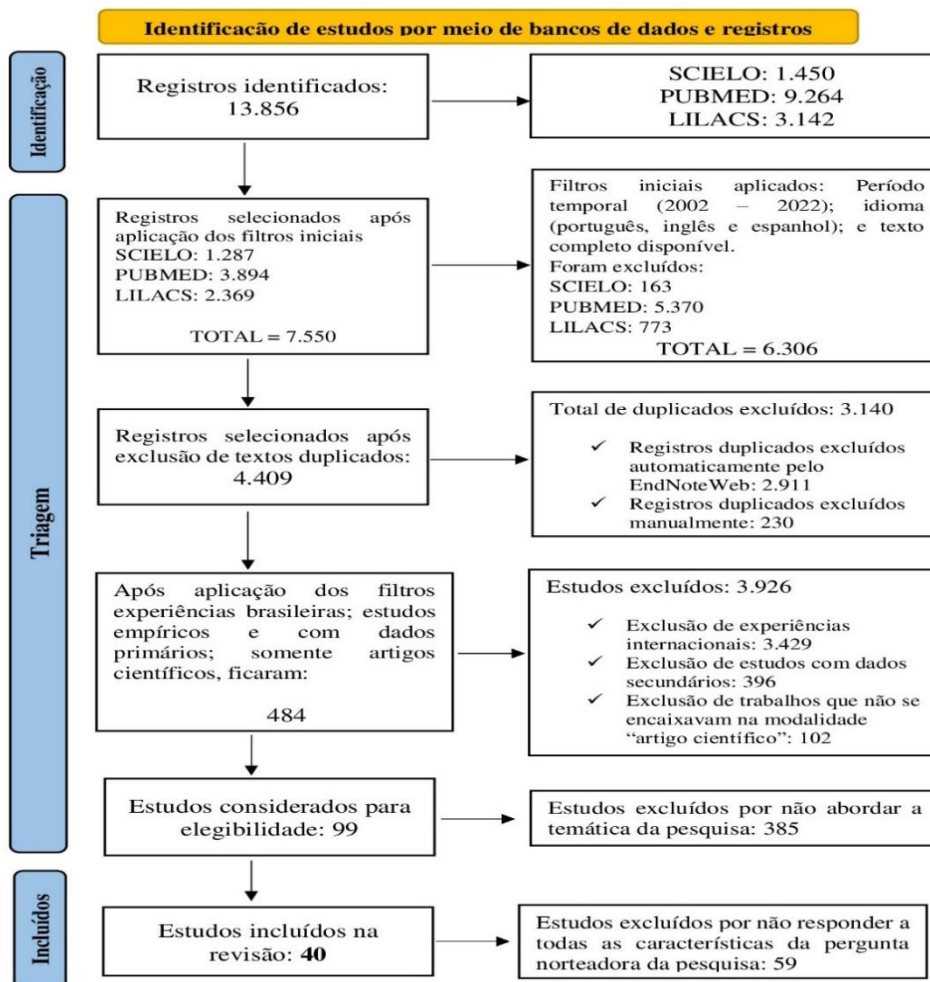 Identificação de estudos por meio de bancos de dados e registros
Identificação
Registros identificados:
13.856
SCIELO: 1.450
PUBMED: 9.264
LILACS: 3.142
Triagem
Registros selecionados após
aplicação dos filtros iniciais
SCIELO: 1.287
PUBMED: 3.894
LILACS: 2.369
TOTAL = 7.550
Filtros iniciais aplicados: Período
temporal (2002 – 2022); idioma
(português, inglês e espanhol); e texto
completo disponível.
Foram excluídos:
SCIELO: 163
PUBMED: 5.370
LILACS: 773
TOTAL = 6.306
Registros selecionados após
exclusão de textos duplicados:
4.409
Total de duplicados excluídos: 3.140
✓ Registros duplicados excluídos
automaticamente pelo
EndNoteWeb: 2.911
✓ Registros duplicados excluídos
manualmente: 230
Após aplicação dos filtros
experiências brasileiras; estudos
empíricos e com dados
primários; somente artigos
científicos, ficaram:
484
Estudos excluídos: 3.926
✓ Exclusão de experiências
internacionais: 3.429
✓ Exclusão de estudos com dados
secundários: 396
✓ Exclusão de trabalhos que não se
encaixavam na modalidade
“artigo científico”: 102
Estudos considerados para
elegibilidade: 99
Estudos excluídos por não abordar a
temática da pesquisa: 385
Incluídos
Estudos incluídos na
revisão: 40
Estudos excluídos por não responder a
todas as características da pergunta
norteadora da pesquisa: 59